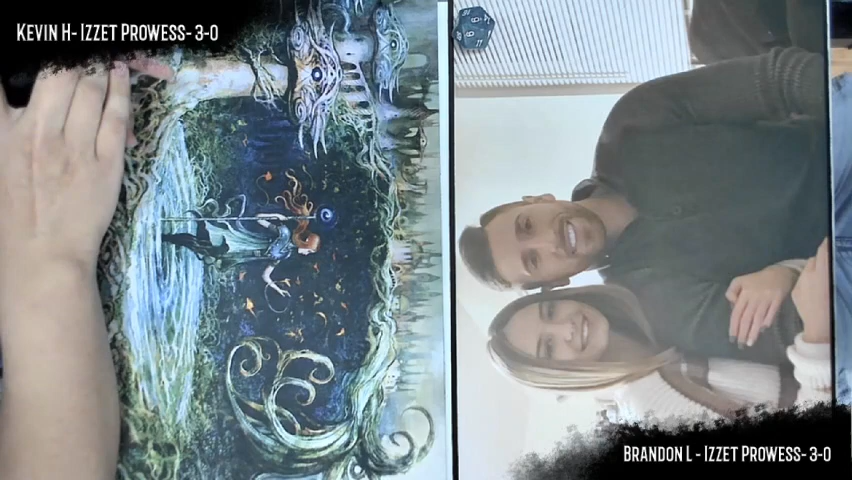 Kevin H- Izzet Prowess- 3-0
Brandon L - Izzet Prowess- 3-0